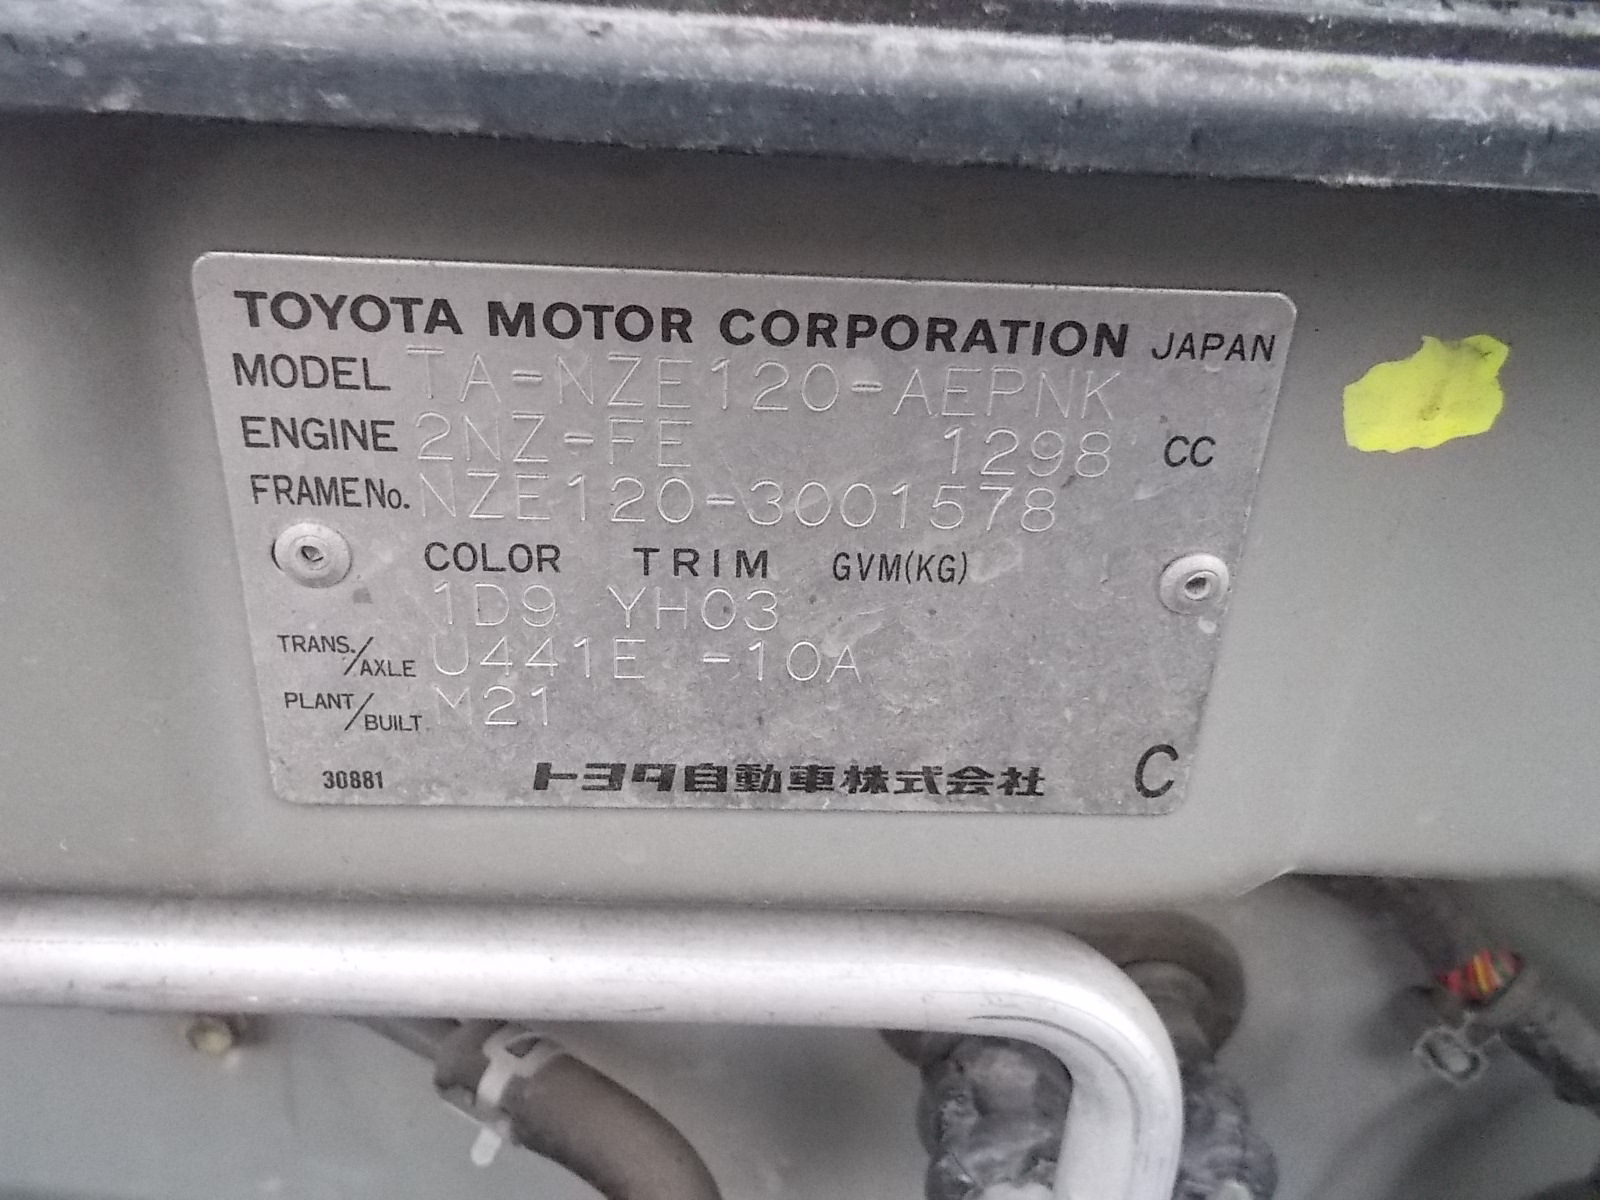 TOYOTA MOTOR CORPORATION JAPAN
MODEL TA-NZE120-AEPNK
ENGINE 2NZ-FE 1298 CC
FRAME No. NZE120-3001578
COLOR TRIM GVM(KG)
1D9 YH03
TRANS./AXLE U441E -10A
PLANT/BUILT M21
30881 トヨタ自動車株式会社 C